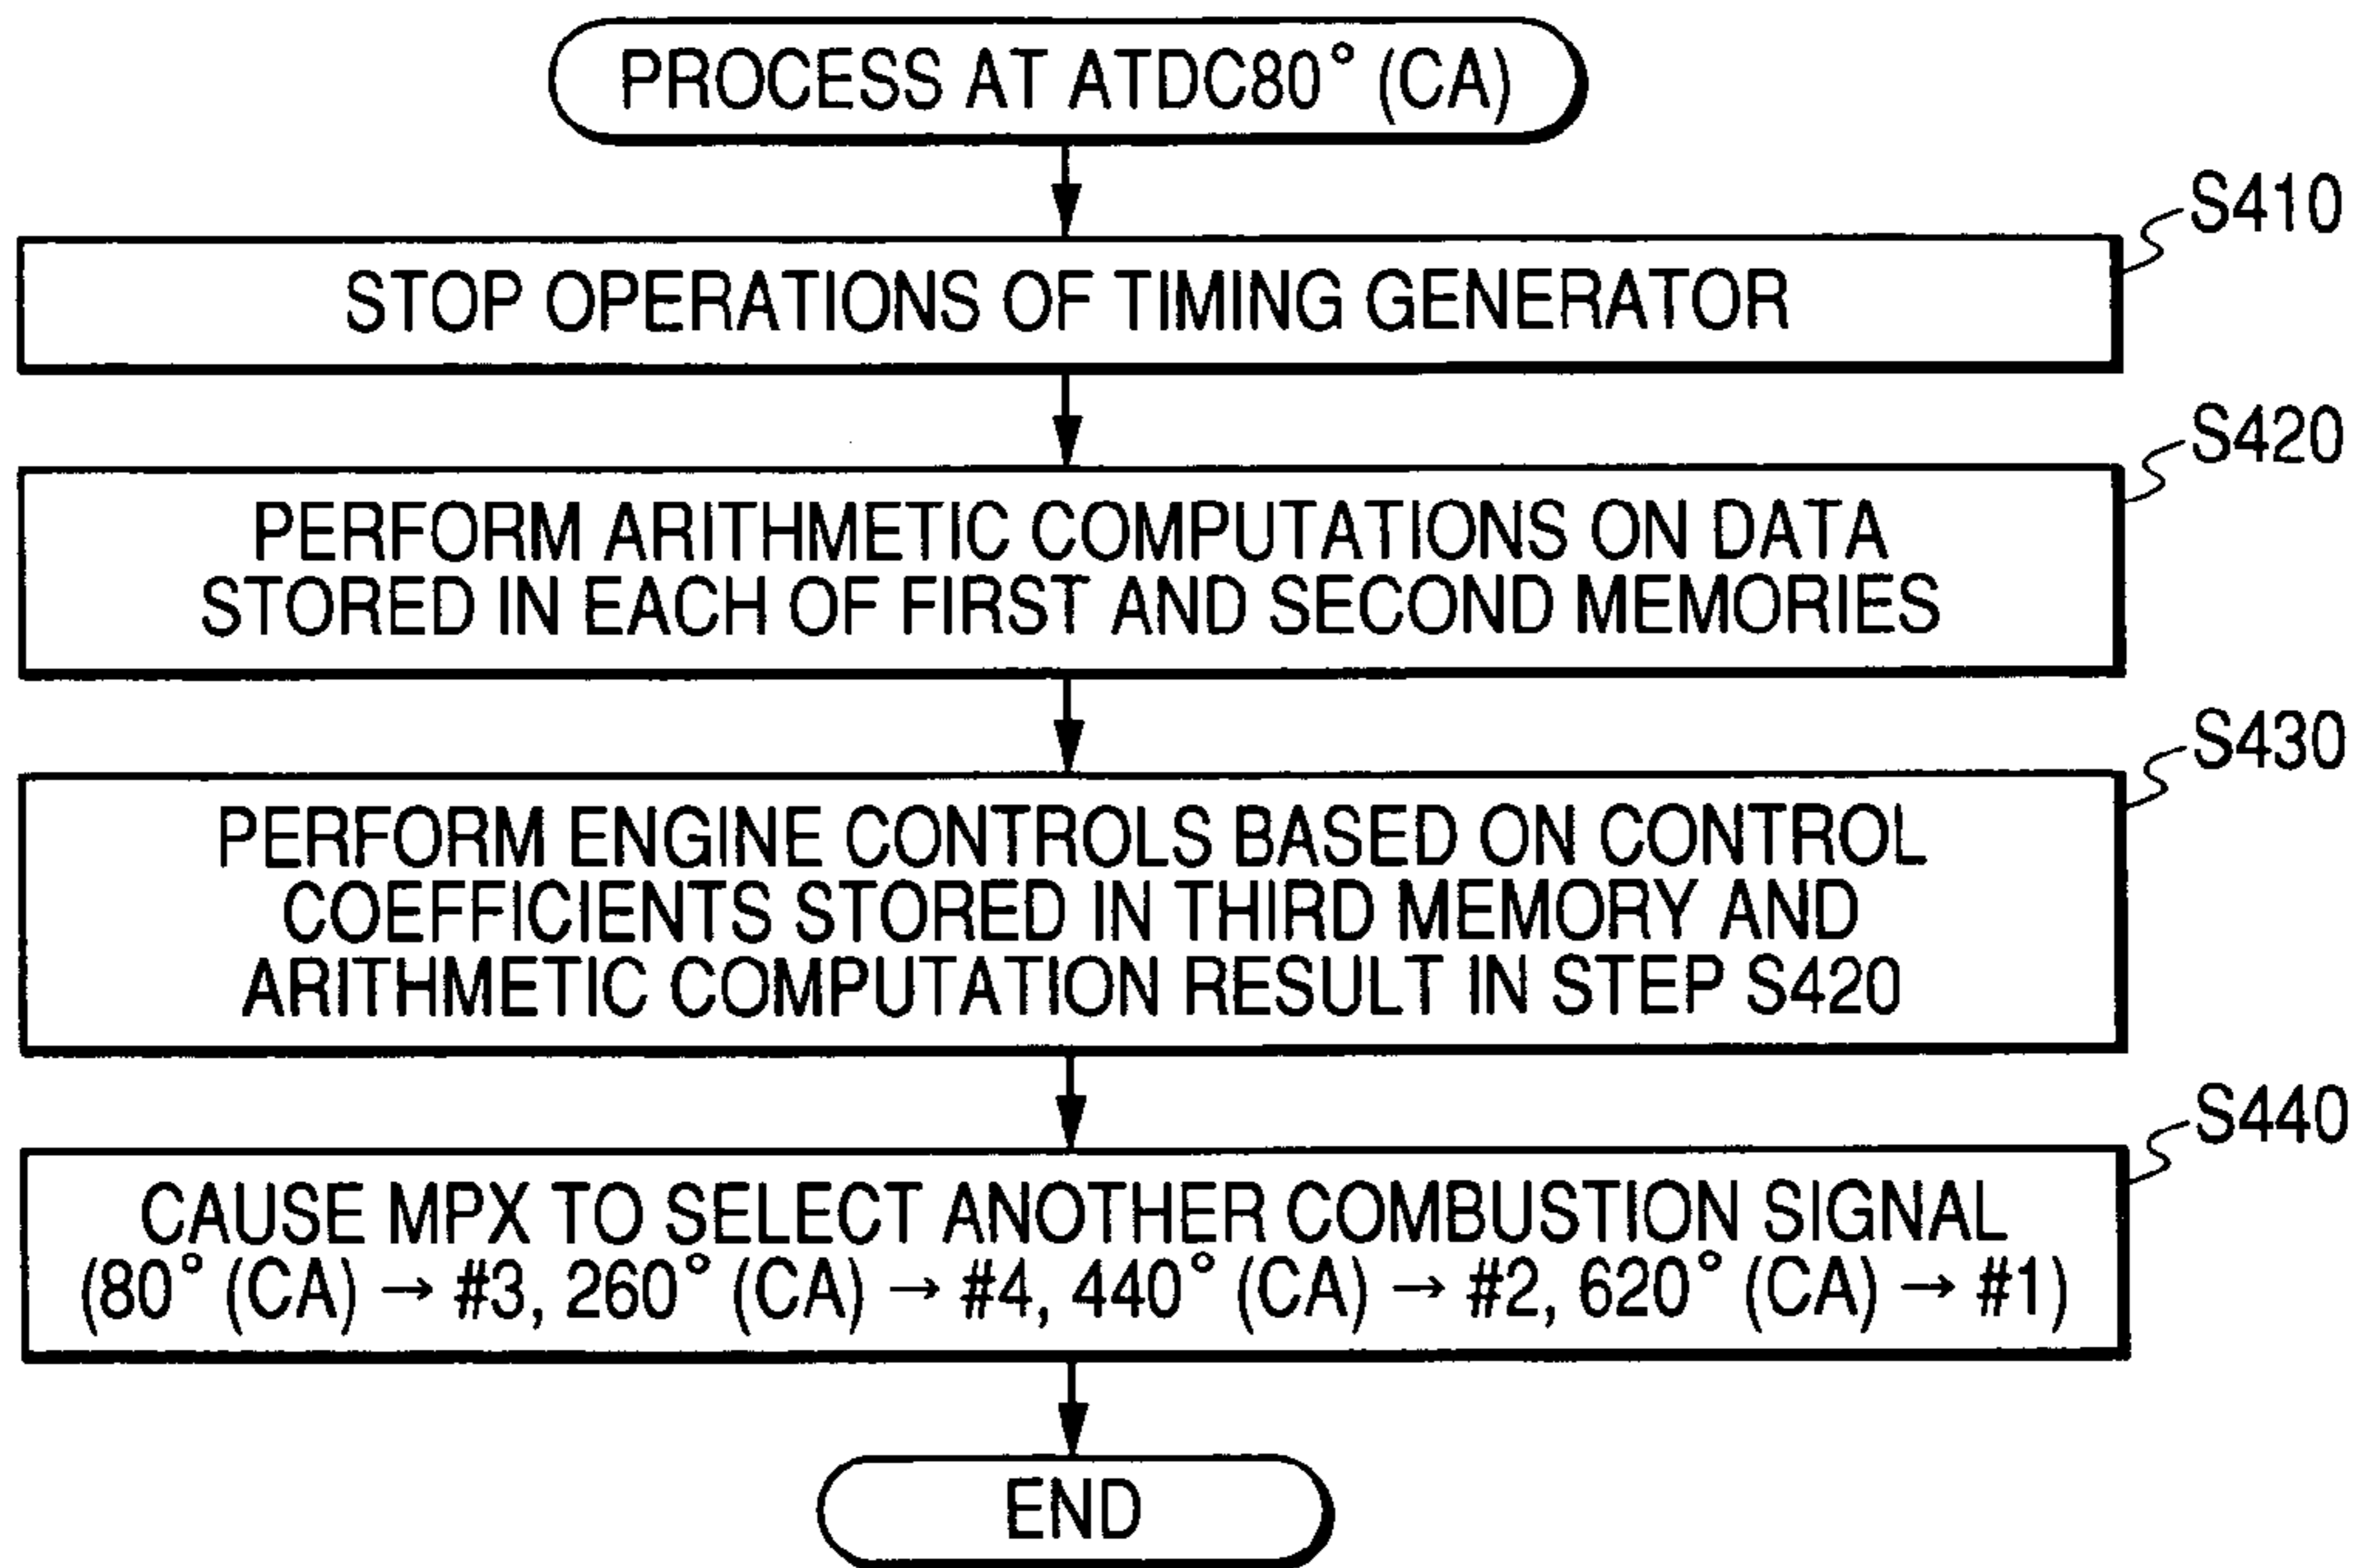 PROCESS AT ATDC80° (CA)
S410
STOP OPERATIONS OF TIMING GENERATOR
S420
PERFORM ARITHMETIC COMPUTATIONS ON DATA
STORED IN EACH OF FIRST AND SECOND MEMORIES
S430
PERFORM ENGINE CONTROLS BASED ON CONTROL
COEFFICIENTS STORED IN THIRD MEMORY AND
ARITHMETIC COMPUTATION RESULT IN STEP S420
S440
CAUSE MPX TO SELECT ANOTHER COMBUSTION SIGNAL
(80° (CA) → #3, 260° (CA) → #4, 440° (CA) → #2, 620° (CA) → #1)
END